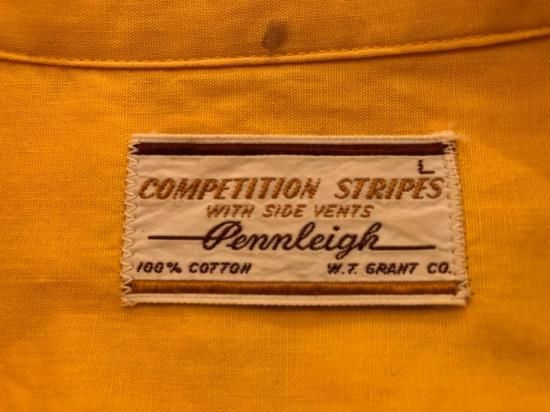 L
COMPETITION STRIPES
WITH SIDE VENTS
Pennleigh
100% COTTON W.T. GRANT CO.